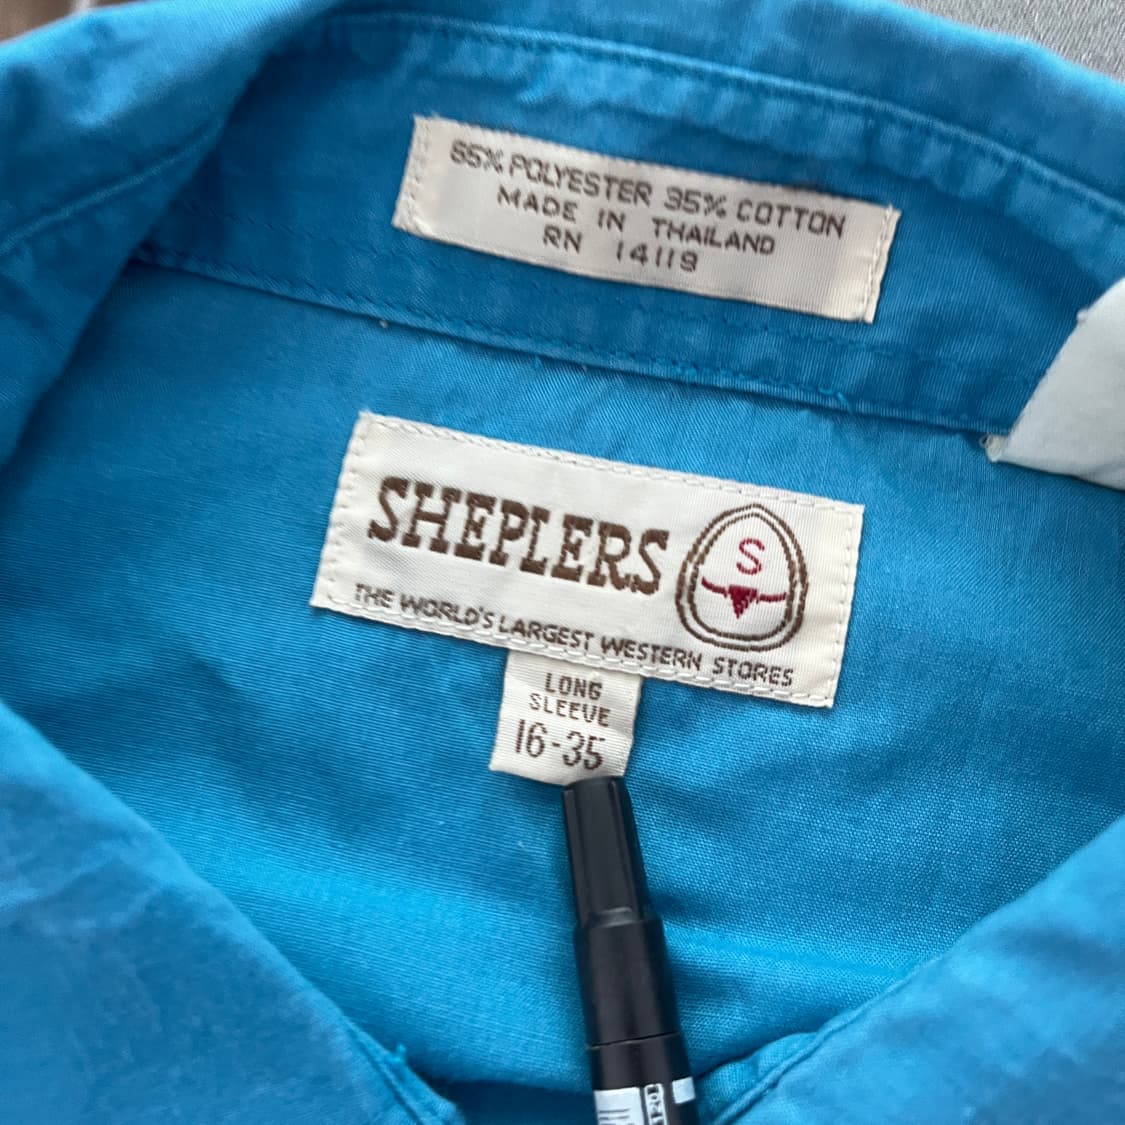 65% POLYESTER 35% COTTON
MADE IN THAILAND
RN 14119
SHEPLERS
S
THE WORLD'S LARGEST WESTERN STORES
LONG
SLEEVE
16-35